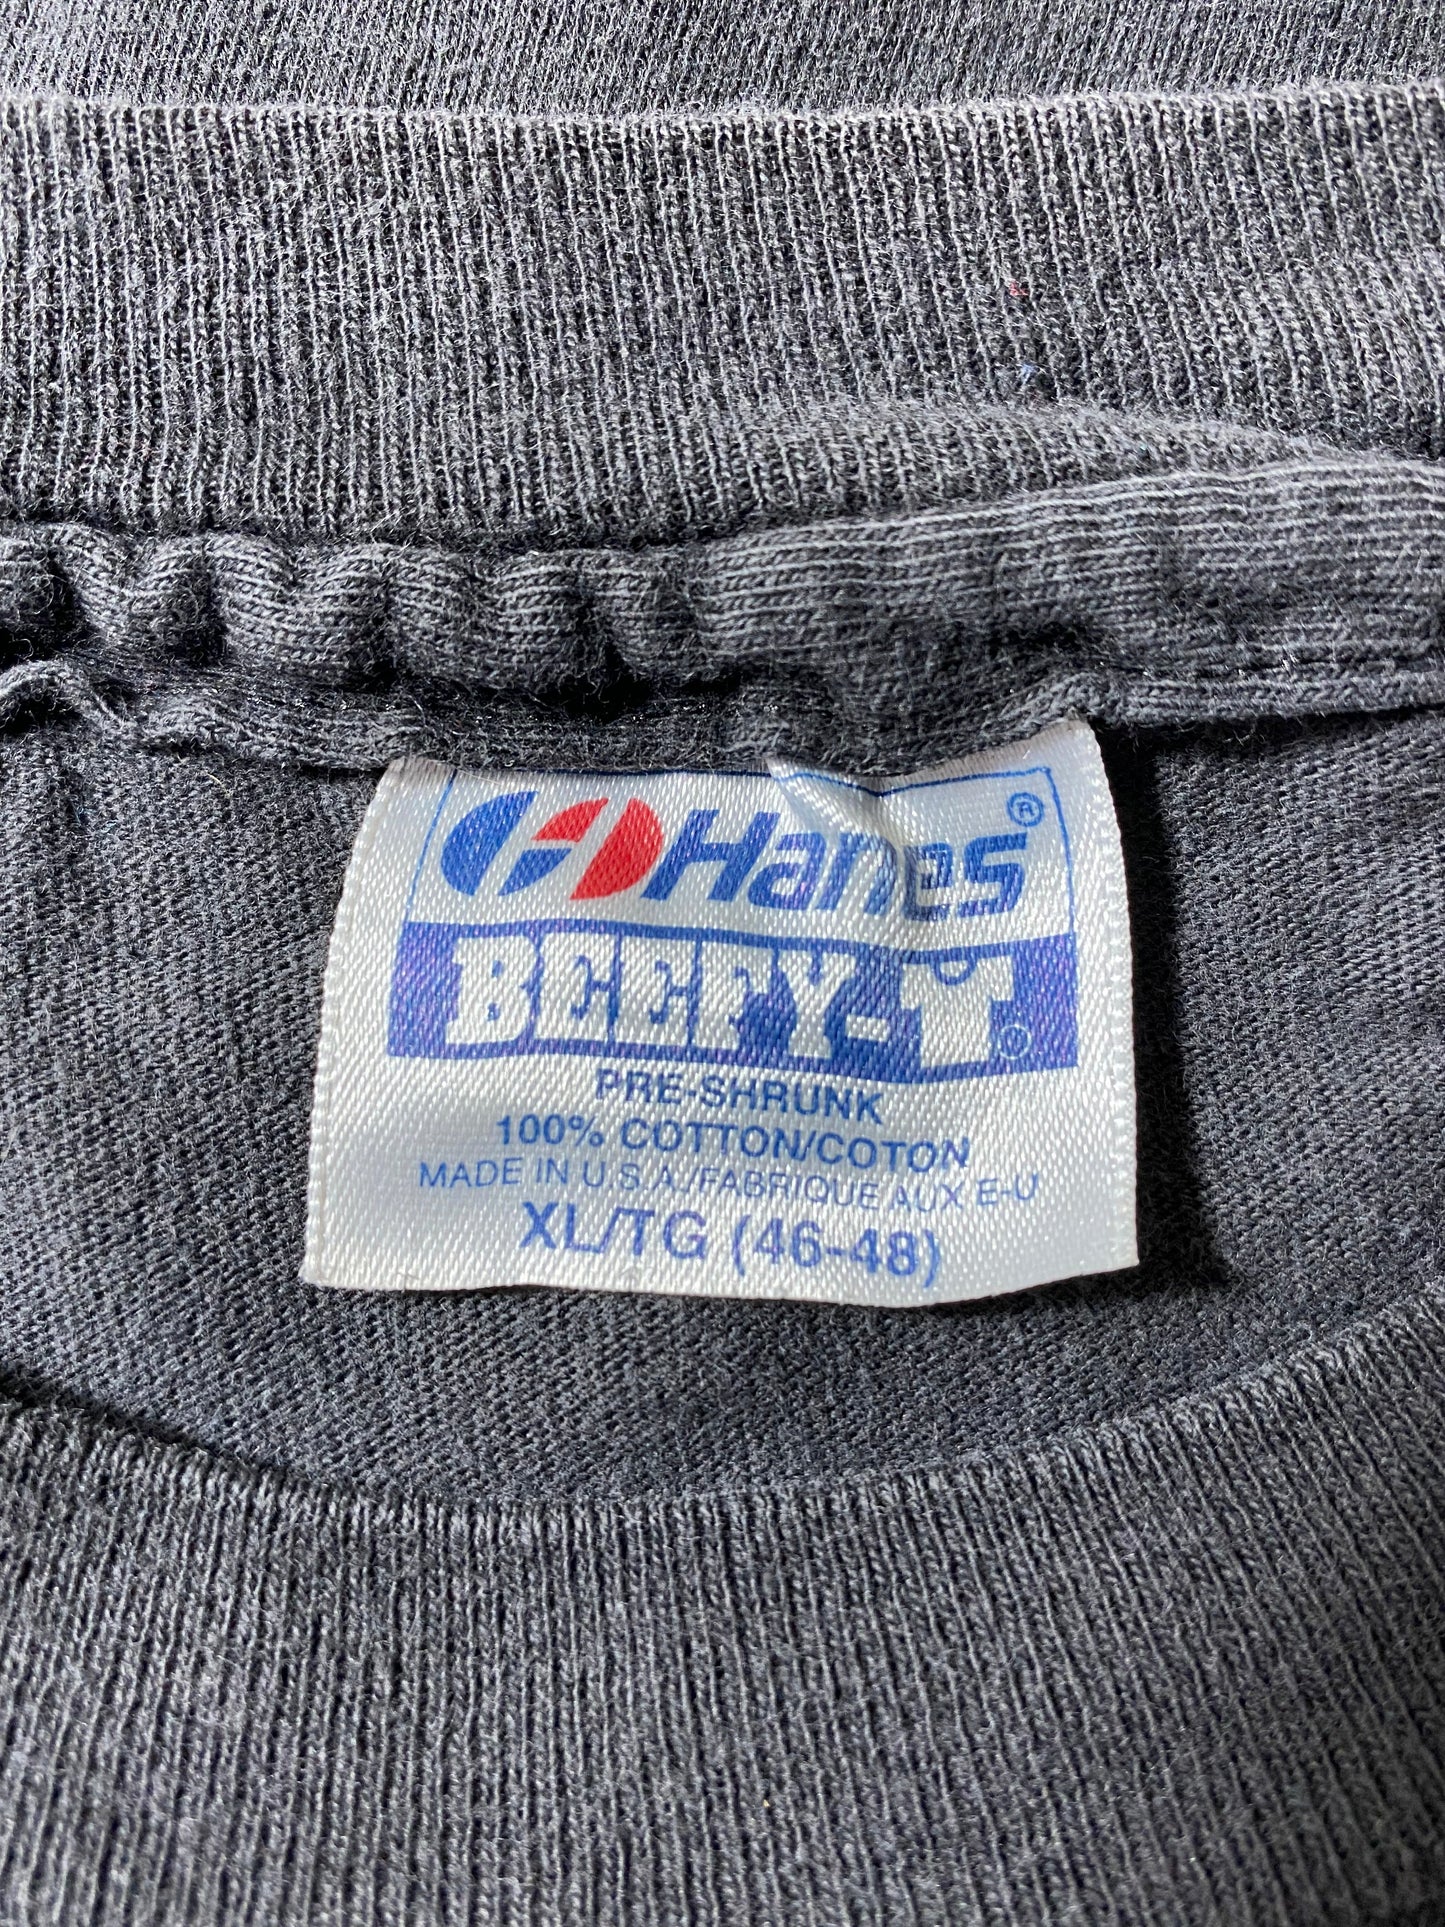 Hanes®
BEEFY-T®
PRE-SHRUNK
100% COTTON/COTON
MADE IN U.S.A./FABRIQUE AUX E-U
XL/TG (46-48)